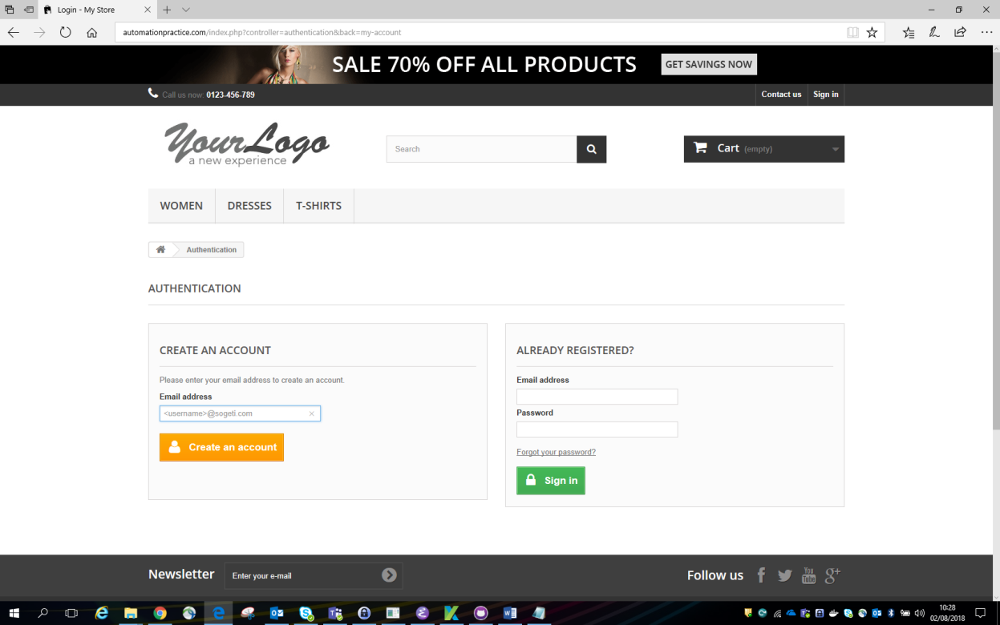 Login - My Store
automationpractice.com/index.php?controller=authentication&back=my-account
SALE 70% OFF ALL PRODUCTS
GET SAVINGS NOW
Call us now: 0123-456-789
Contact us
Sign in
YourLogo
a new experience
Search
Cart (empty)
WOMEN
DRESSES
T-SHIRTS
Authentication
AUTHENTICATION
CREATE AN ACCOUNT
Please enter your email address to create an account.
Email address
<username>@sogeti.com
Create an account
ALREADY REGISTERED?
Email address
Password
Forgot your password?
Sign in
Newsletter
Enter your e-mail
Follow us
You
Tube
g+
10:28
02/08/2018